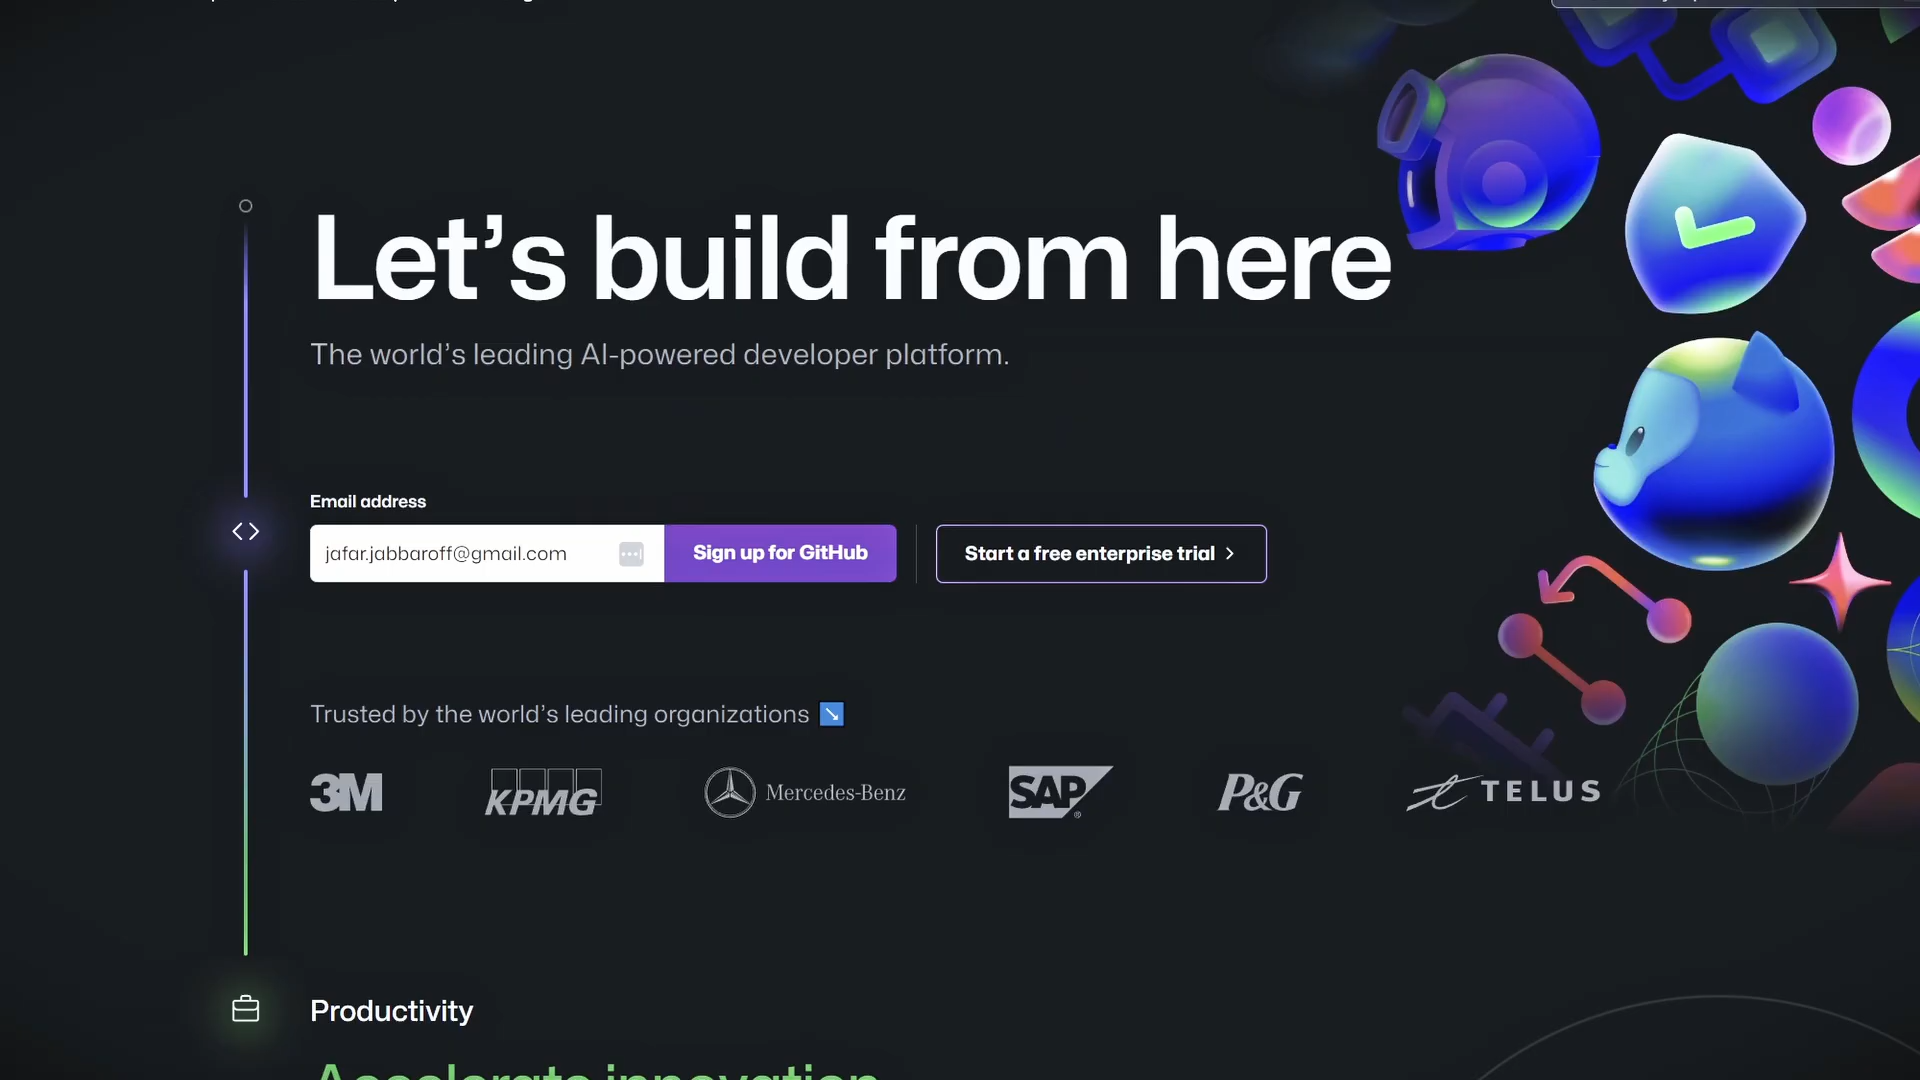 Let’s build from here
The world’s leading AI-powered developer platform.
Email address
jafar.jabbaroff@gmail.com
Sign up for GitHub
Start a free enterprise trial
Trusted by the world’s leading organizations
3M
KPMG
Mercedes-Benz
SAP®
P&G
TELUS
Productivity
Accelerate innovation